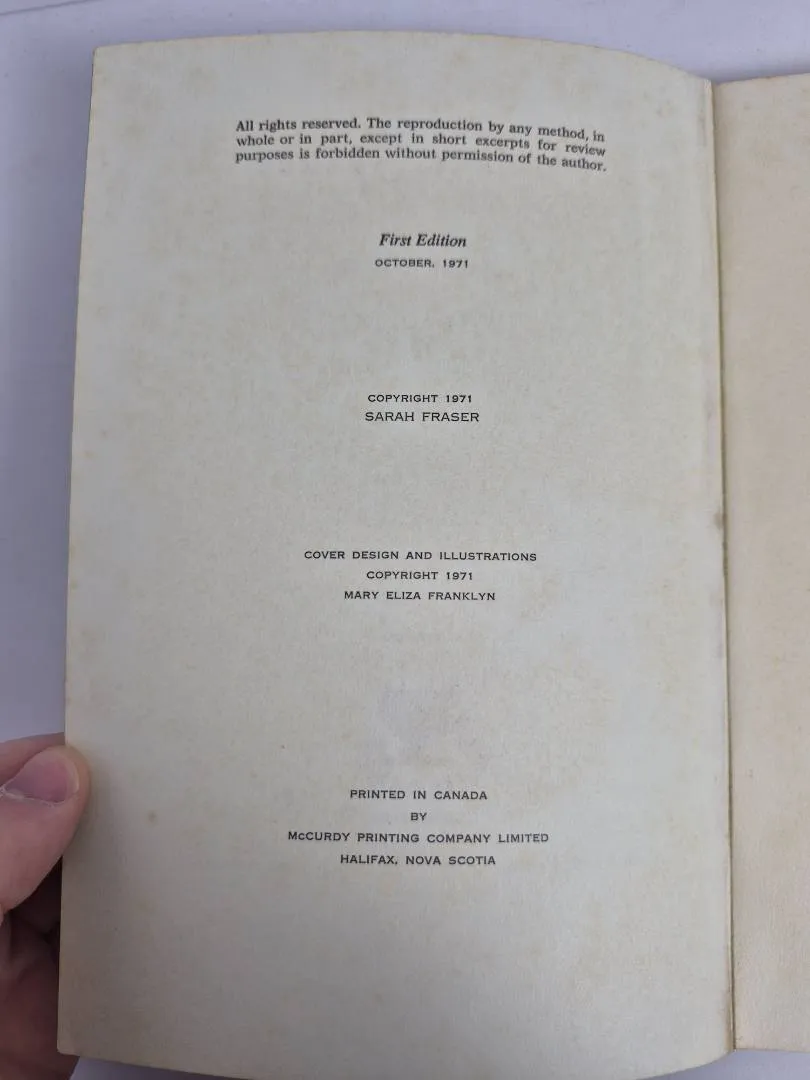 All rights reserved. The reproduction by any method, in
whole or in part, except in short excerpts for review
purposes is forbidden without permission of the author.
First Edition
OCTOBER, 1971
COPYRIGHT 1971
SARAH FRASER
COVER DESIGN AND ILLUSTRATIONS
COPYRIGHT 1971
MARY ELIZA FRANKLYN
PRINTED IN CANADA
BY
McCURDY PRINTING COMPANY LIMITED
HALIFAX, NOVA SCOTIA